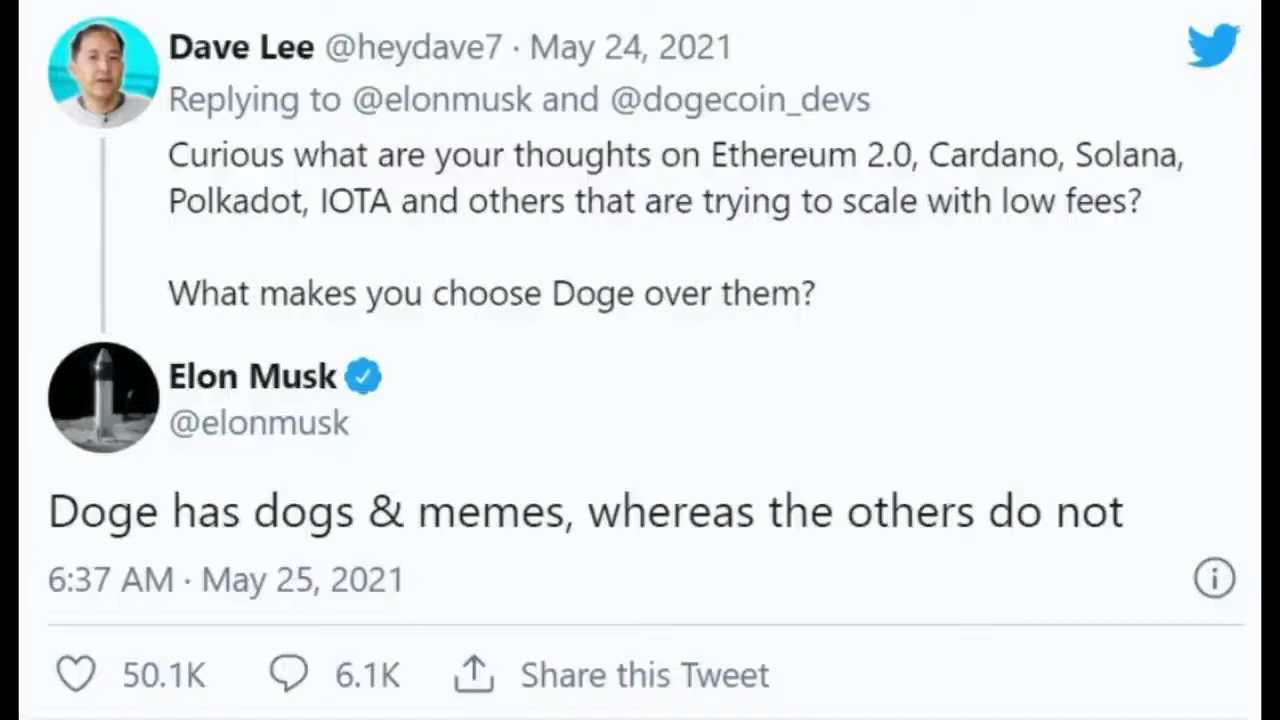 Dave Lee @heydave7 · May 24, 2021
Replying to @elonmusk and @dogecoin_devs
Curious what are your thoughts on Ethereum 2.0, Cardano, Solana,
Polkadot, IOTA and others that are trying to scale with low fees?
What makes you choose Doge over them?
Elon Musk
@elonmusk
Doge has dogs & memes, whereas the others do not
6:37 AM · May 25, 2021
50.1K 6.1K Share this Tweet